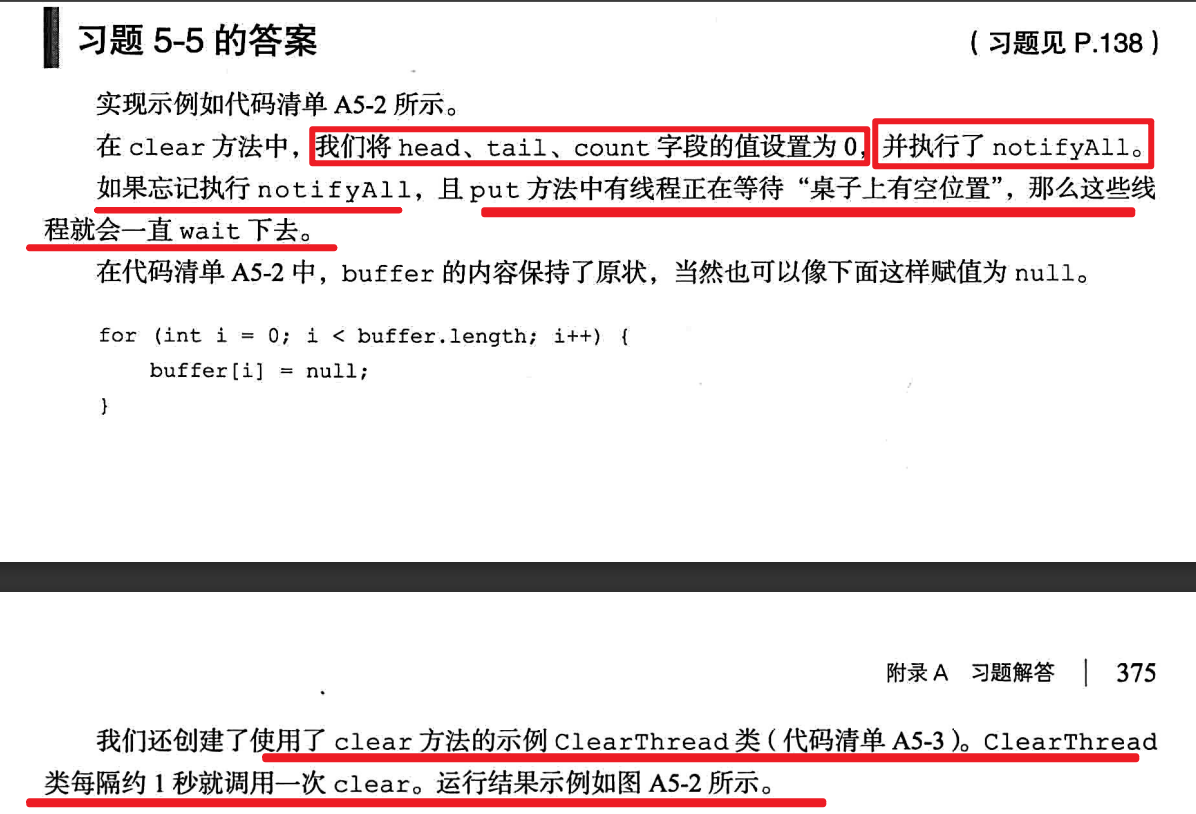 习题 5-5 的答案
（习题见 P.138）
实现示例如代码清单 A5-2 所示。
在 clear 方法中，我们将 head、tail、count 字段的值设置为 0，并执行了 notifyAll。
如果忘记执行 notifyAll，且 put 方法中有线程正在等待“桌子上有空位置”，那么这些线
程就会一直 wait 下去。
在代码清单 A5-2 中，buffer 的内容保持了原状，当然也可以像下面这样赋值为 null。
for (int i = 0; i < buffer.length; i++) {
    buffer[i] = null;
}
附录 A 习题解答 | 375
我们还创建了使用了 clear 方法的示例 ClearThread 类（代码清单 A5-3）。ClearThread
类每隔约 1 秒就调用一次 clear。运行结果示例如图 A5-2 所示。